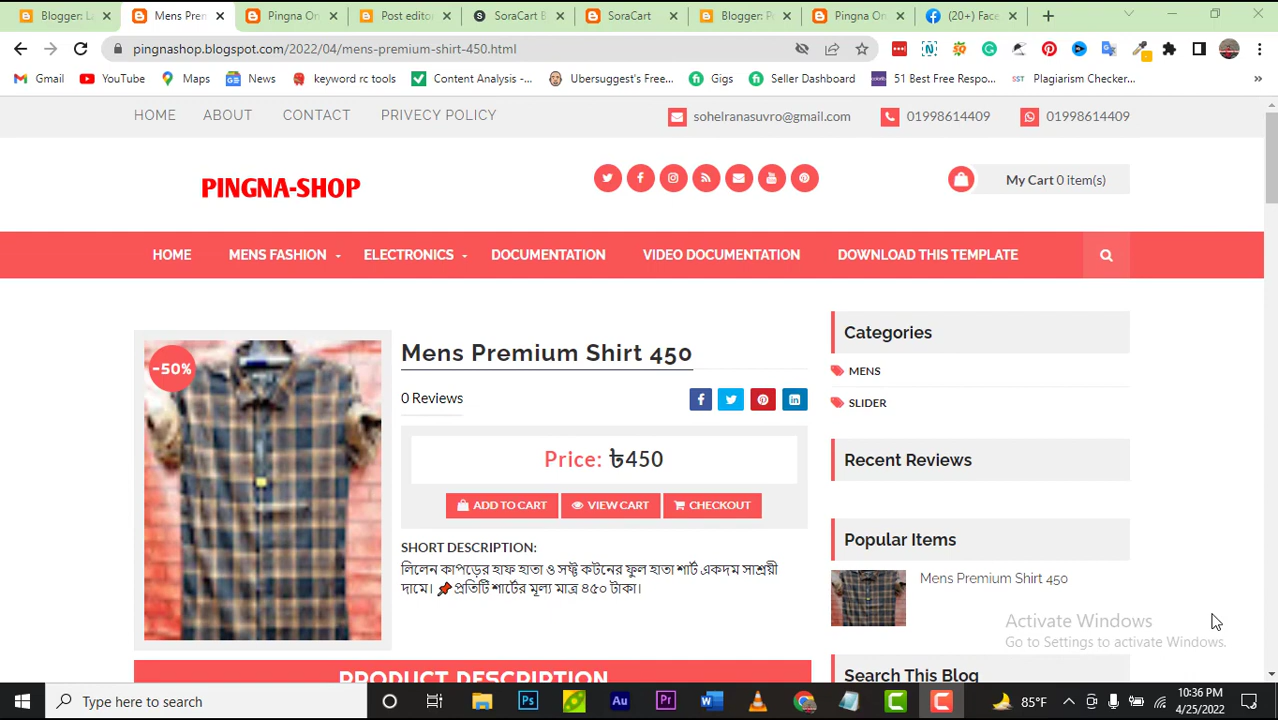 Blogger: L
Mens Pren
Pingna On
Post editor
SoraCart B
SoraCart
Blogger: P
Pingna On
(20+) Face
pingnashop.blogspot.com/2022/04/mens-premium-shirt-450.html
Gmail
YouTube
Maps
News
keyword rc tools
Content Analysis -...
Ubersuggest's Free...
Gigs
Seller Dashboard
51 Best Free Respo...
Plagiarism Checker...
HOME
ABOUT
CONTACT
PRIVECY POLICY
sohelranasuvro@gmail.com
01998614409
01998614409
PINGNA-SHOP
My Cart 0 item(s)
HOME
MENS FASHION
ELECTRONICS
DOCUMENTATION
VIDEO DOCUMENTATION
DOWNLOAD THIS TEMPLATE
-50%
Mens Premium Shirt 450
0 Reviews
Price: ৳450
ADD TO CART
VIEW CART
CHECKOUT
SHORT DESCRIPTION:
লিলেন কাপড়ের হাফ হাতা ও সফ্ট কটনের ফুল হাতা শার্ট একদম সাশ্রয়ী
দামে। 📌প্রতিটি শার্টের মূল্য মাত্র ৪৫০ টাকা।
PRODUCT DESCRIPTION
Categories
MENS
SLIDER
Recent Reviews
Popular Items
Mens Premium Shirt 450
Search This Blog
Activate Windows
Go to Settings to activate Windows.
Type here to search
85°F
10:36 PM
4/25/2022